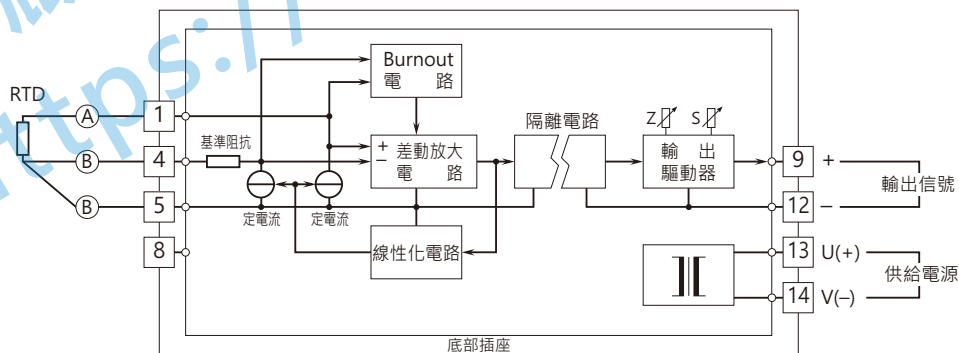 https://
Burnout
電 路
RTD
A
1
基準阻抗
B
4
+
−
差動放大
電 路
隔離電路
Z
S
輸 出
驅動器
9
+
輸出信號
B
5
定電流
定電流
12
−
8
線性化電路
13
U(+)
供給電源
14
V(−)
底部插座